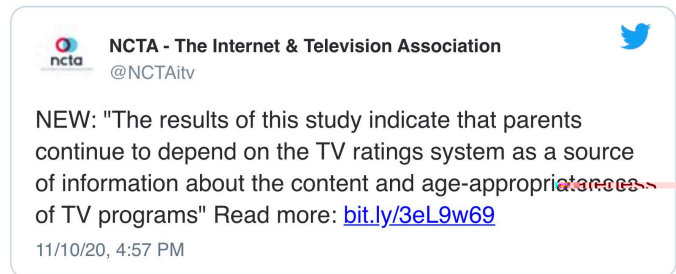 ncta
NCTA - The Internet & Television Association
@NCTAitv
NEW: "The results of this study indicate that parents
continue to depend on the TV ratings system as a source
of information about the content and
of TV programs" Read more: bit.ly/3eL9w69
11/10/20, 4:57 PM